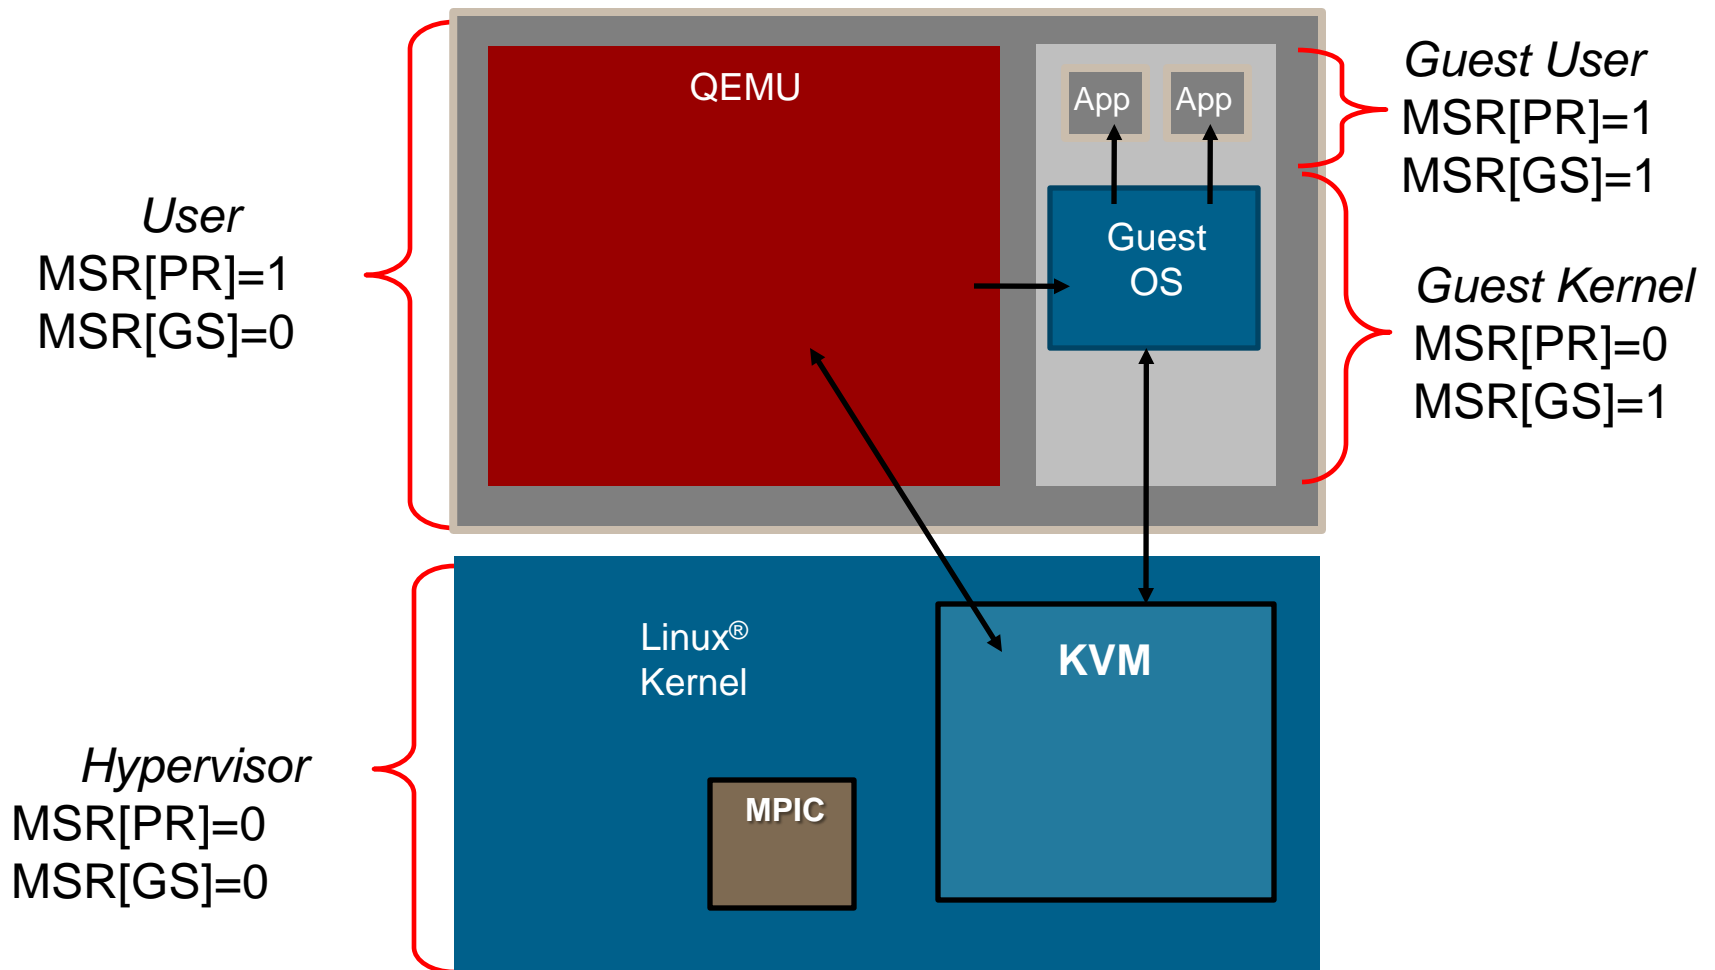 User
MSR[PR]=1
MSR[GS]=0
Hypervisor
MSR[PR]=0
MSR[GS]=0
QEMU
App
App
Guest
OS
Linux®
Kernel
KVM
MPIC
Guest User
MSR[PR]=1
MSR[GS]=1
Guest Kernel
MSR[PR]=0
MSR[GS]=1